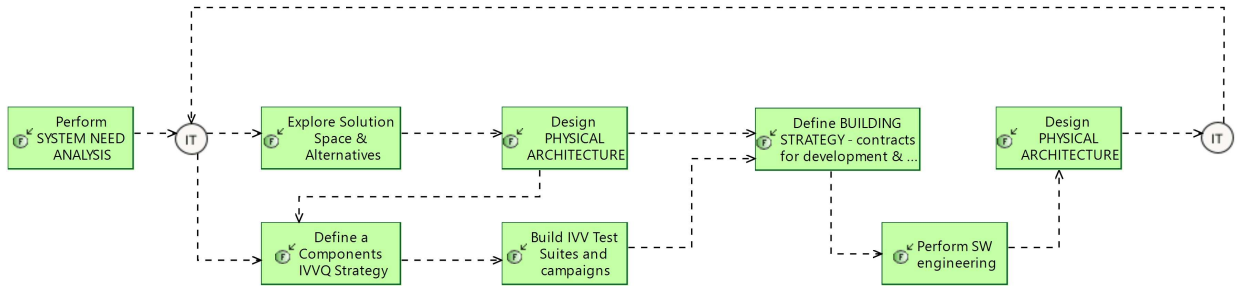 Perform
SYSTEM NEED
ANALYSIS
IT
Explore Solution
Space &
Alternatives
Design
PHYSICAL
ARCHITECTURE
Define BUILDING
STRATEGY - contracts
for development & ...
Design
PHYSICAL
ARCHITECTURE
IT
Define a
Components
IVVQ Strategy
Build IVV Test
Suites and
campaigns
Perform SW
engineering
F
F
F
F
F
F
F
F